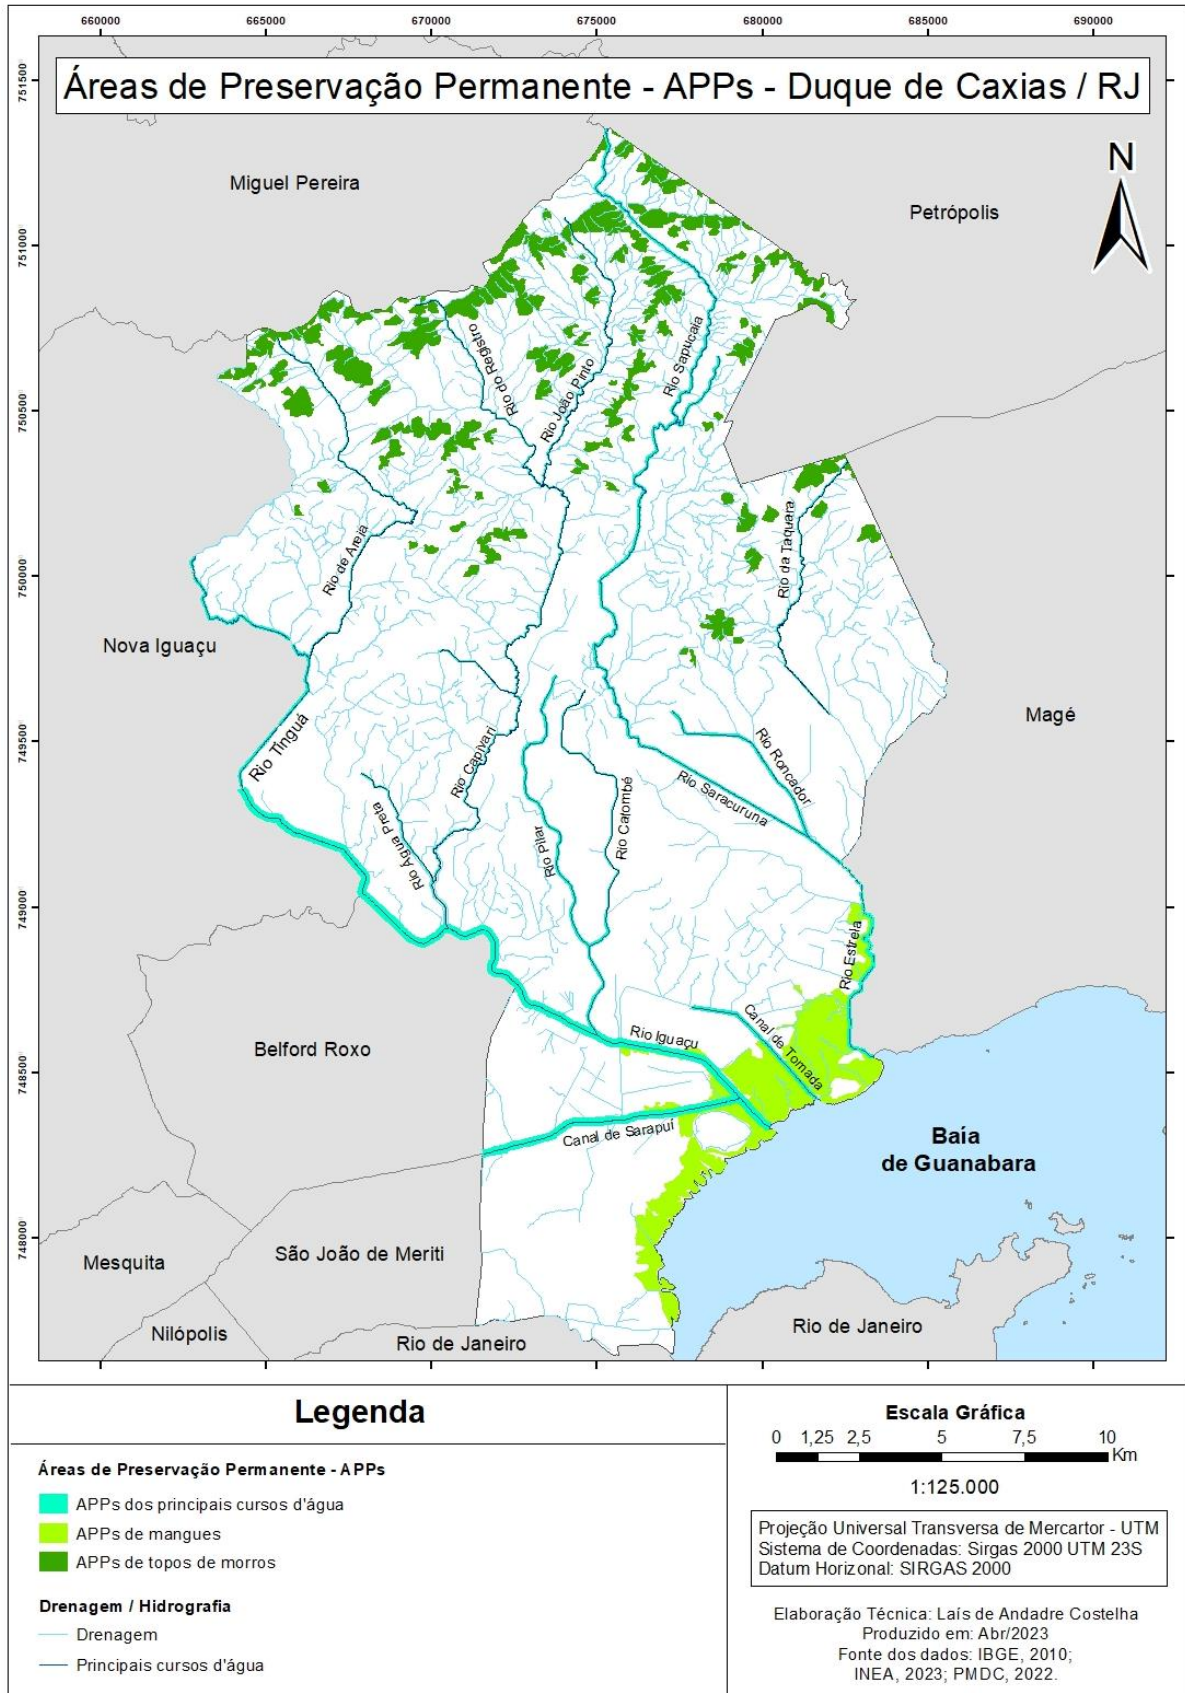 660000 665000 670000 675000 680000 685000 690000
Áreas de Preservação Permanente - APPs - Duque de Caxias / RJ
751500
751000
750500
750000
749500
749000
748500
748000
N
Miguel Pereira
Petrópolis
Rio Sapucaia
Rio do Registro
Rio João Pinto
Rio da Taquara
Rio de Areia
Nova Iguaçu
Magé
Rio Tinguá
Rio Capivari
Rio Roncador
Rio Saracuruna
Rio Água Preta
Rio Pilar
Rio Calombé
Rio Estrela
Belford Roxo
Rio Iguaçu
Canal de Tomada
Canal de Sarapuí
Baía
de Guanabara
São João de Meriti
Mesquita
Nilópolis
Rio de Janeiro
Rio de Janeiro
Legenda
Áreas de Preservação Permanente - APPs
APPs dos principais cursos d'água
APPs de mangues
APPs de topos de morros
Drenagem / Hidrografia
Drenagem
Principais cursos d'água
Escala Gráfica
0 1,25 2,5 5 7,5 10
Km
1:125.000
Projeção Universal Transversa de Mercartor - UTM
Sistema de Coordenadas: Sirgas 2000 UTM 23S
Datum Horizonal: SIRGAS 2000
Elaboração Técnica: Laís de Andadre Costelha
Produzido em: Abr/2023
Fonte dos dados: IBGE, 2010;
INEA, 2023; PMDC, 2022.